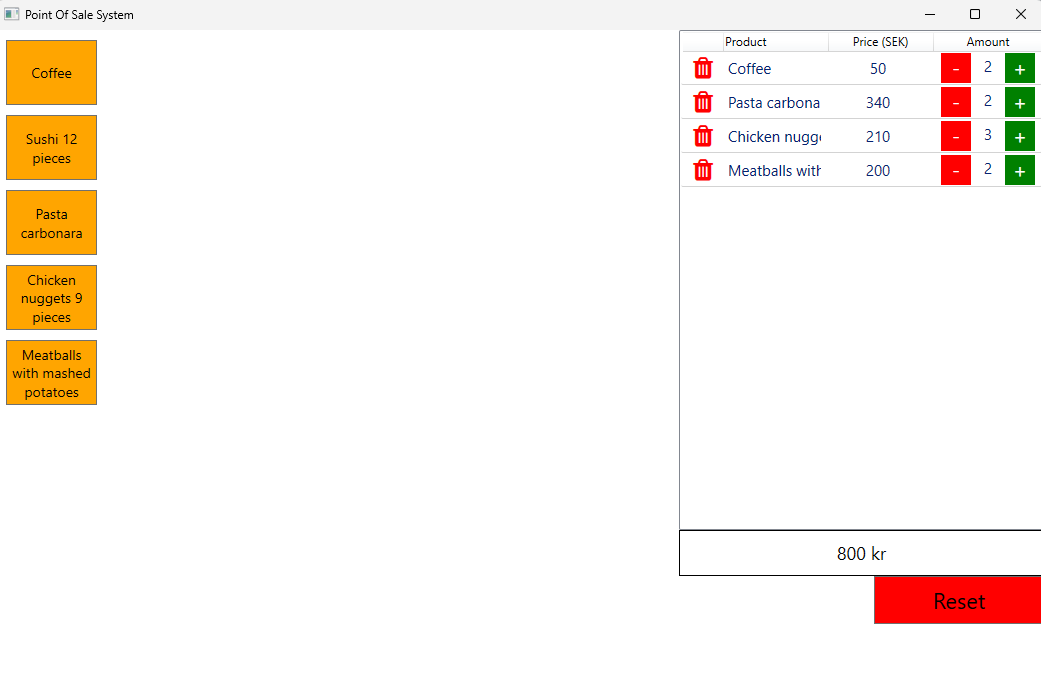 Point Of Sale System
Coffee
Sushi 12
pieces
Pasta
carbonara
Chicken
nuggets 9
pieces
Meatballs
with mashed
potatoes
Product Price (SEK) Amount
Coffee 50 - 2 +
Pasta carbona 340 - 2 +
Chicken nugg 210 - 3 +
Meatballs with 200 - 2 +
800 kr
Reset